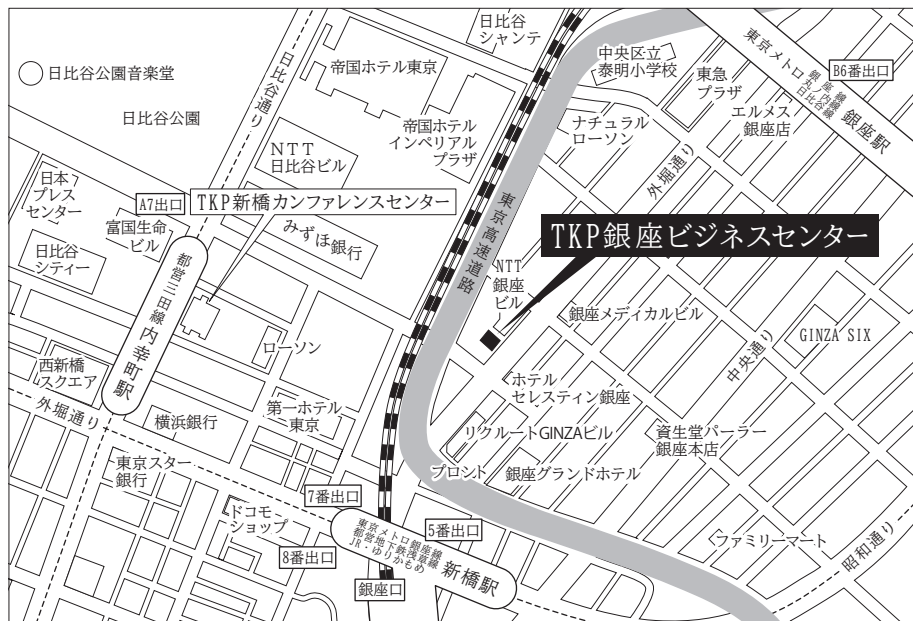 日比谷
シャンテ
日比谷公園音楽堂
日比谷通り
帝国ホテル東京
中央区立
泰明小学校
東急
プラザ
東京メトロ
銀座線
丸ノ内線
日比谷線
銀座駅
B6番出口
エルメス
銀座店
日比谷公園
NTT
日比谷ビル
帝国ホテル
インペリアル
プラザ
ナチュラル
ローソン
外堀通り
日本
プレス
センター
A7出口
TKP新橋カンファレンスセンター
富国生命
ビル
みずほ銀行
東京高速道路
TKP銀座ビジネスセンター
NTT
銀座
ビル
日比谷
シティー
都営三田線
内幸町駅
銀座メディカルビル
中央通り
GINZA SIX
ローソン
西新橋
スクエア
外堀通り
横浜銀行
第一ホテル
東京
ホテル
セレスティン銀座
リクルートGINZAビル
資生堂パーラー
銀座本店
プロント
銀座グランドホテル
東京スター
銀行
7番出口
ドコモ
ショップ
8番出口
東京メトロ銀座線
都営地下鉄浅草線
JR・ゆりかもめ
新橋駅
5番出口
銀座口
ファミリーマート
昭和通り